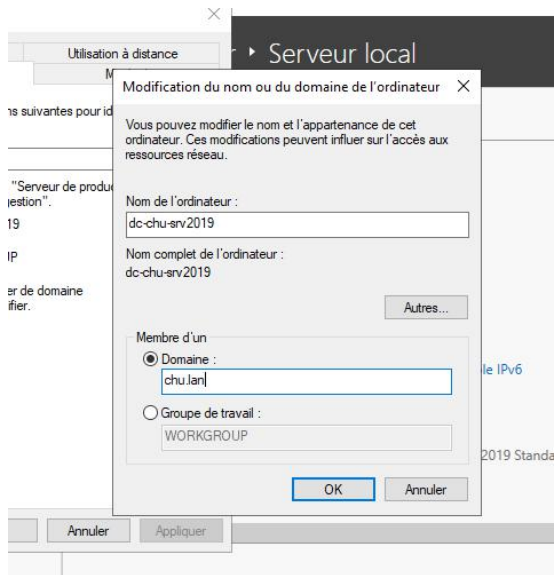 Utilisation à distance
Serveur local
Modification du nom ou du domaine de l'ordinateur
ns suivantes pour id
Vous pouvez modifier le nom et l'appartenance de cet
ordinateur. Ces modifications peuvent influer sur l'accès aux
ressources réseau.
"Serveur de produ
estion".
19
Nom de l'ordinateur :
dc-chu-srv2019
Nom complet de l'ordinateur :
dc-chu-srv2019
er de domaine
ifier.
Autres...
Membre d'un
Domaine :
chu.lan
le IPv6
Groupe de travail :
WORKGROUP
2019 Standa
OK
Annuler
Annuler
Appliquer